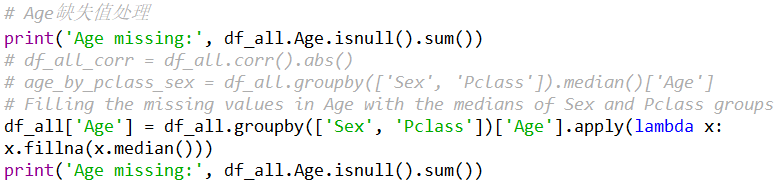 # Age缺失值处理
print('Age missing:', df_all.Age.isnull().sum())
# df_all_corr = df_all.corr().abs()
# age_by_pclass_sex = df_all.groupby(['Sex', 'Pclass']).median()['Age']
# Filling the missing values in Age with the medians of Sex and Pclass groups
df_all['Age'] = df_all.groupby(['Sex', 'Pclass'])['Age'].apply(lambda x:
x.fillna(x.median()))
print('Age missing:', df_all.Age.isnull().sum())